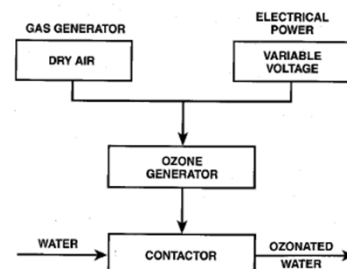 GAS GENERATOR
ELECTRICAL
POWER
DRY AIR
VARIABLE
VOLTAGE
OZONE
GENERATOR
WATER
CONTACTOR
OZONATED
WATER